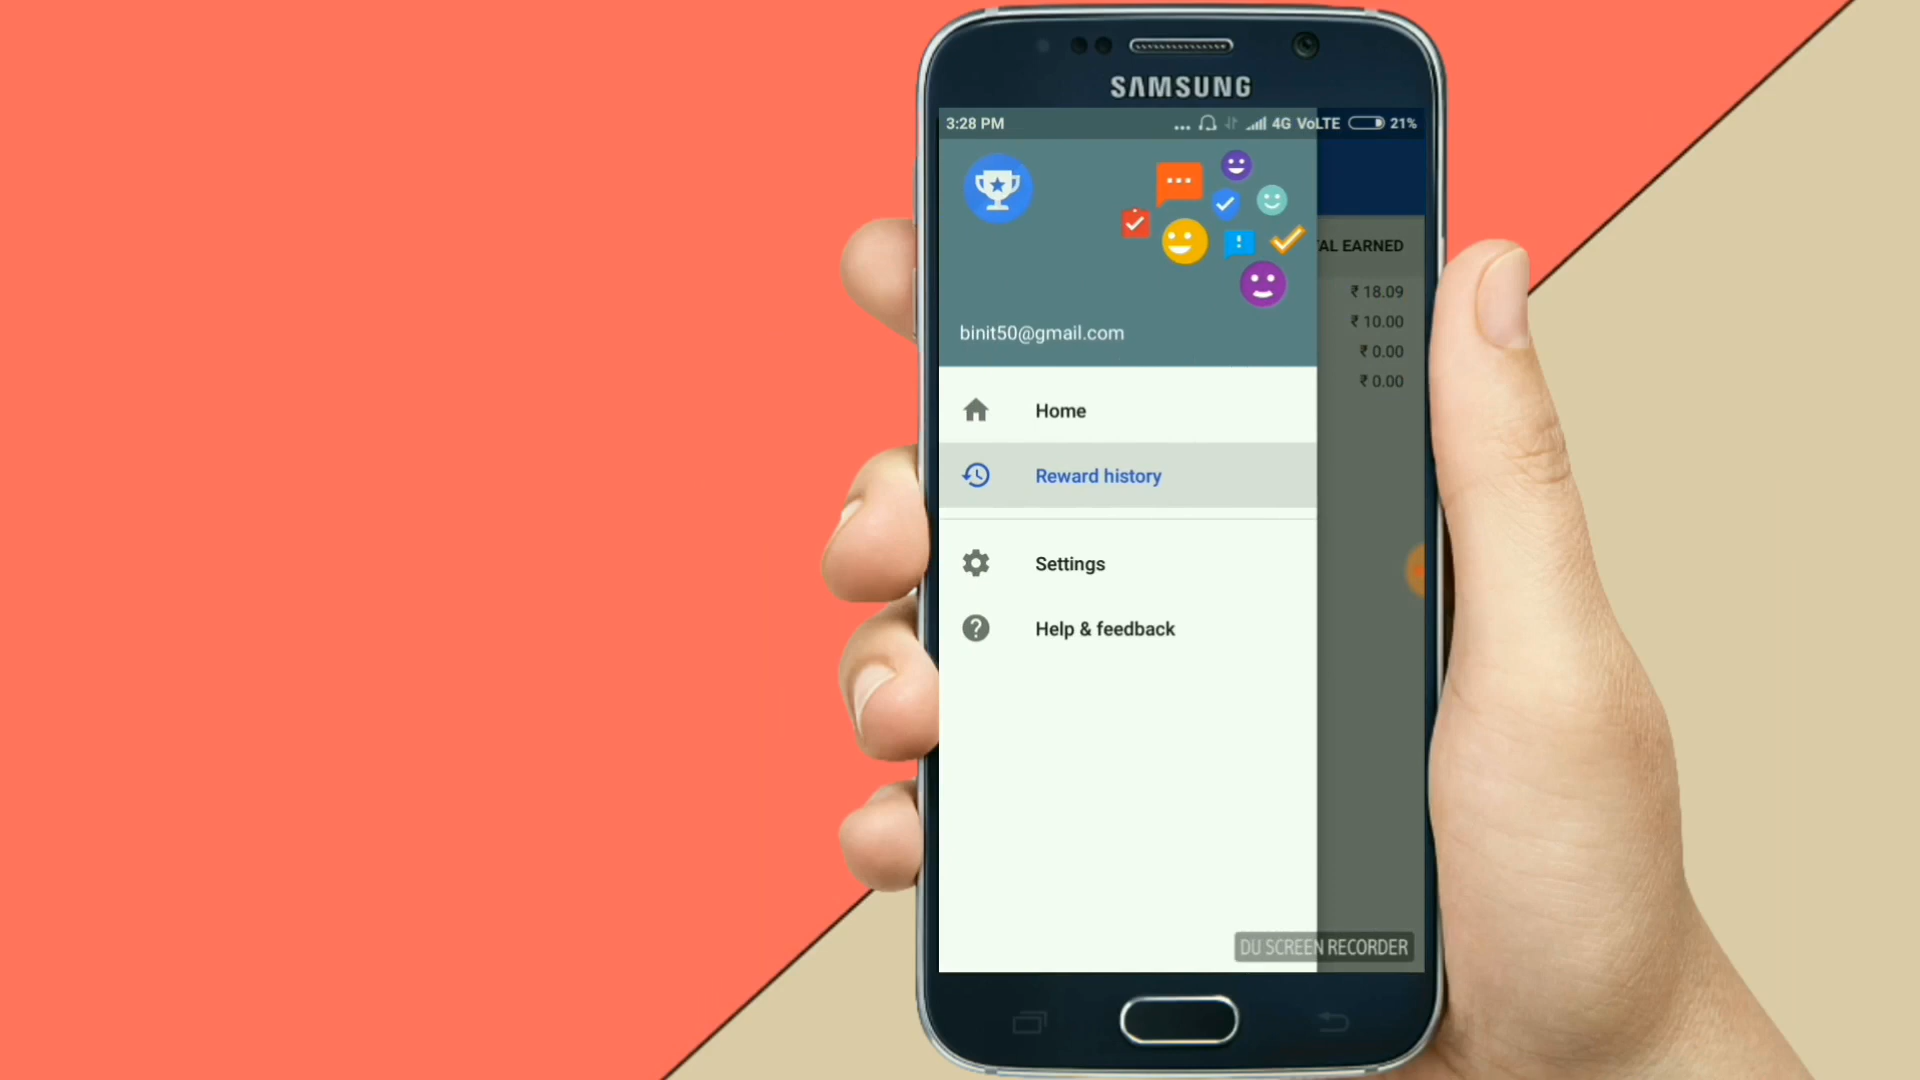 SAMSUNG
3:28 PM
4G VoLTE 21%
AL EARNED
₹ 18.09
₹ 10.00
₹ 0.00
₹ 0.00
binit50@gmail.com
Home
Reward history
Settings
Help & feedback
DU SCREEN RECORDER